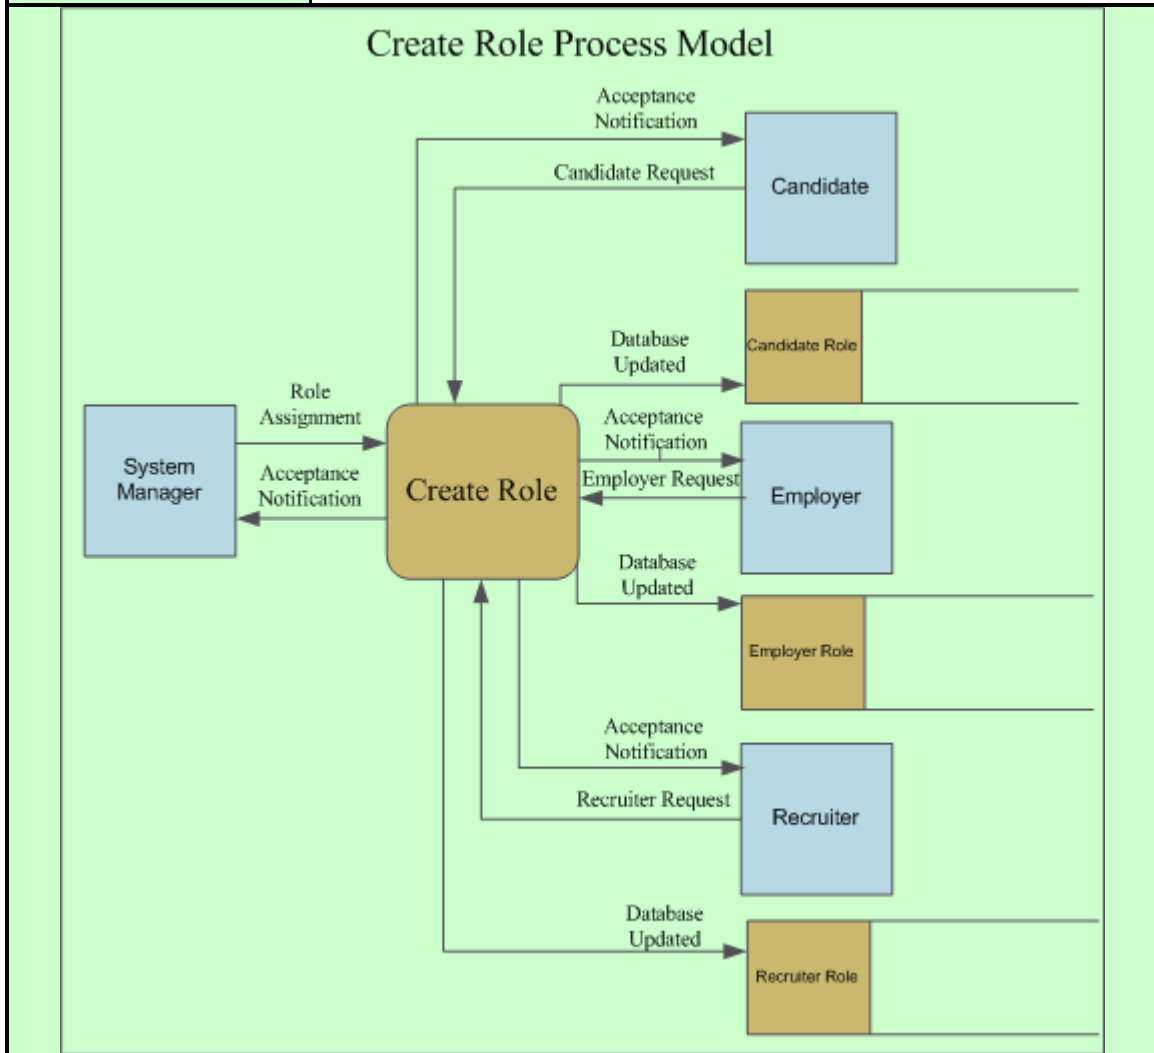 Create Role Process Model
Acceptance
Notification
Candidate Request
Candidate
Database
Updated
Candidate Role
Role
Assignment
System
Manager
Acceptance
Notification
Create Role
Acceptance
Notification
Employer Request
Employer
Database
Updated
Employer Role
Acceptance
Notification
Recruiter Request
Recruiter
Database
Updated
Recruiter Role